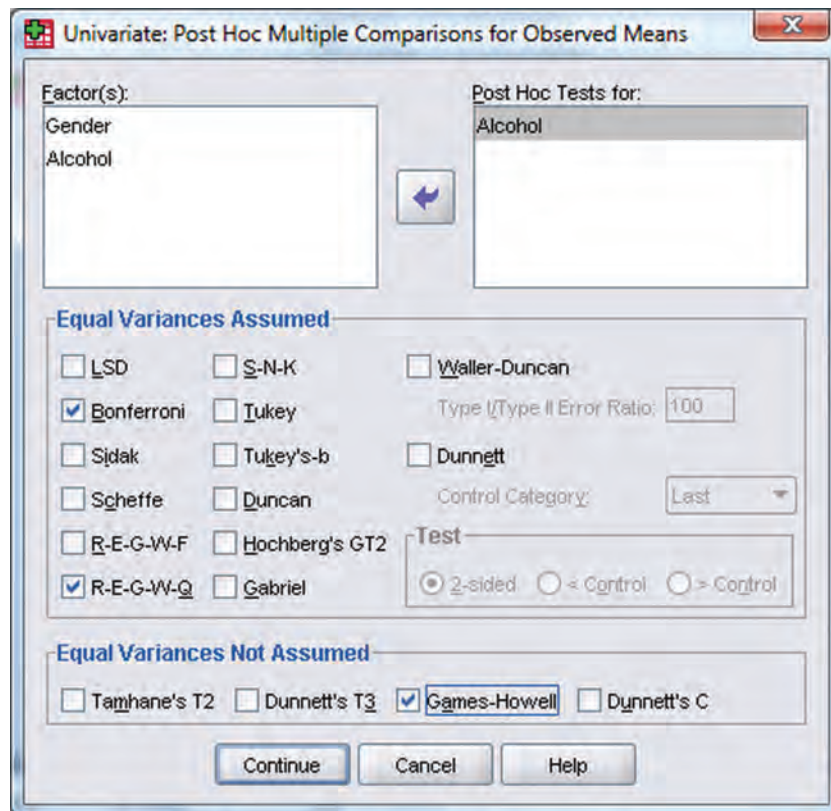 Univariate: Post Hoc Multiple Comparisons for Observed Means
Factor(s):
Gender
Alcohol
Post Hoc Tests for:
Alcohol
Equal Variances Assumed
LSD
S-N-K
Waller-Duncan
Bonferroni
Tukey
Type I/Type II Error Ratio: 100
Sidak
Tukey's-b
Dunnett
Scheffe
Duncan
Control Category: Last
R-E-G-W-F
Hochberg's GT2
Test
R-E-G-W-Q
Gabriel
2-sided
< Control
> Control
Equal Variances Not Assumed
Tamhane's T2
Dunnett's T3
Games-Howell
Dunnett's C
Continue
Cancel
Help